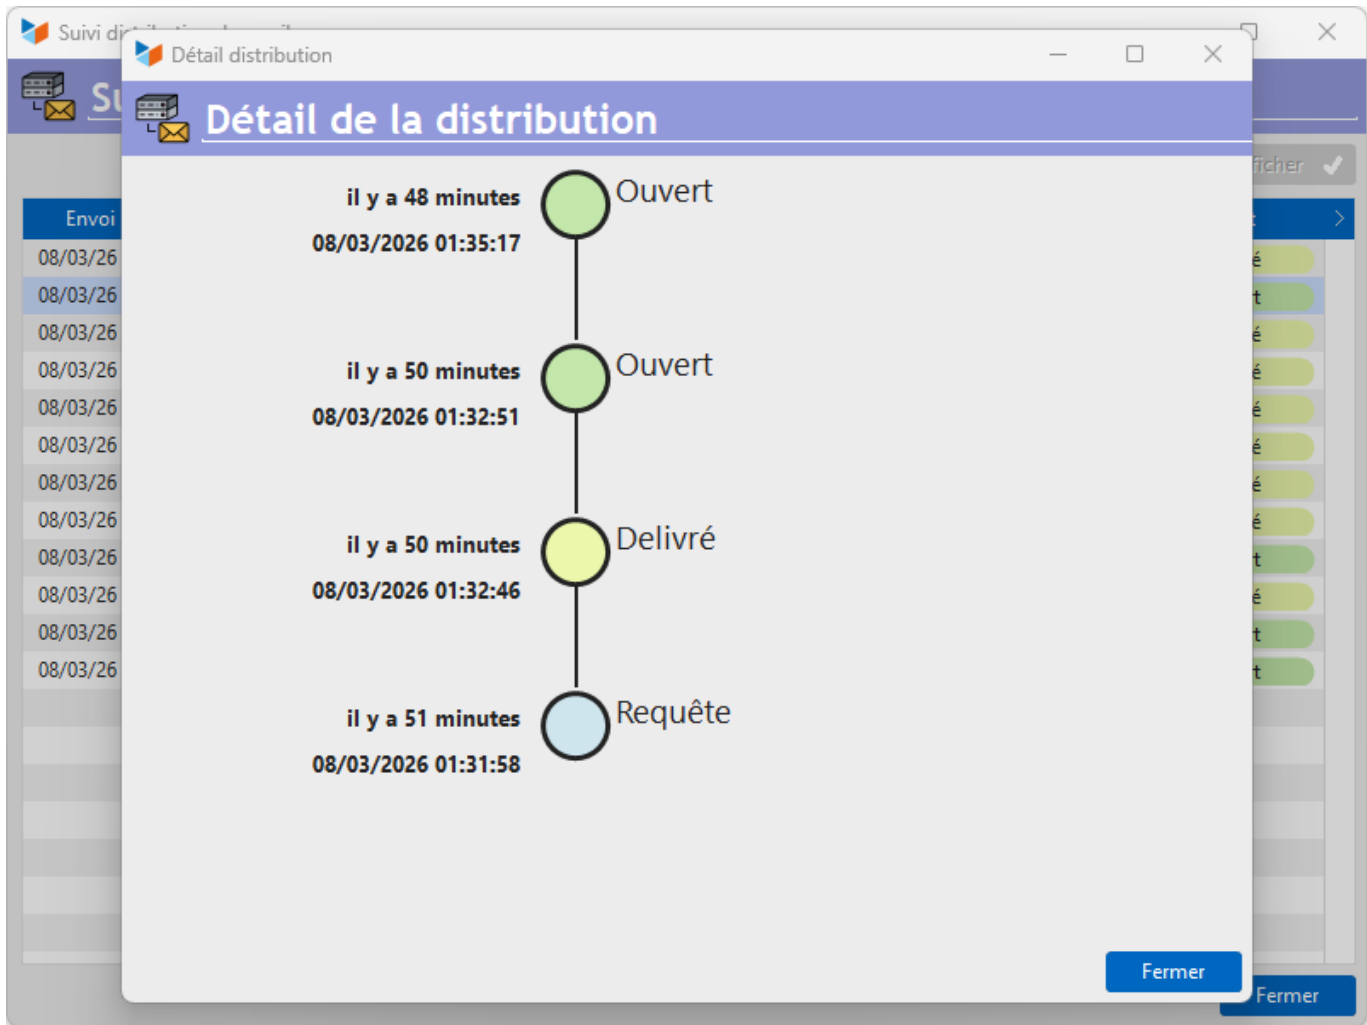 Suivi
Détail distribution
Détail de la distribution
il y a 48 minutes
Ouvert
08/03/2026 01:35:17
il y a 50 minutes
Ouvert
08/03/2026 01:32:51
il y a 50 minutes
Delivré
08/03/2026 01:32:46
il y a 51 minutes
Requête
08/03/2026 01:31:58
Fermer
Envoi
08/03/26
08/03/26
08/03/26
08/03/26
08/03/26
08/03/26
08/03/26
08/03/26
08/03/26
08/03/26
08/03/26
08/03/26
Fermer